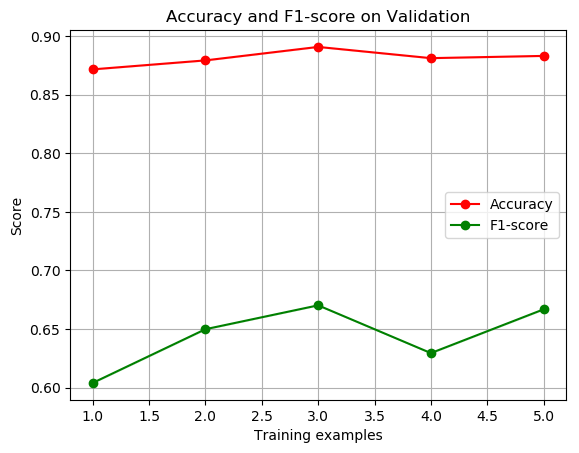 Accuracy and F1-score on Validation
0.90
0.85
0.80
0.75
0.70
0.65
0.60
Score
Accuracy
F1-score
1.0 1.5 2.0 2.5 3.0 3.5 4.0 4.5 5.0
Training examples